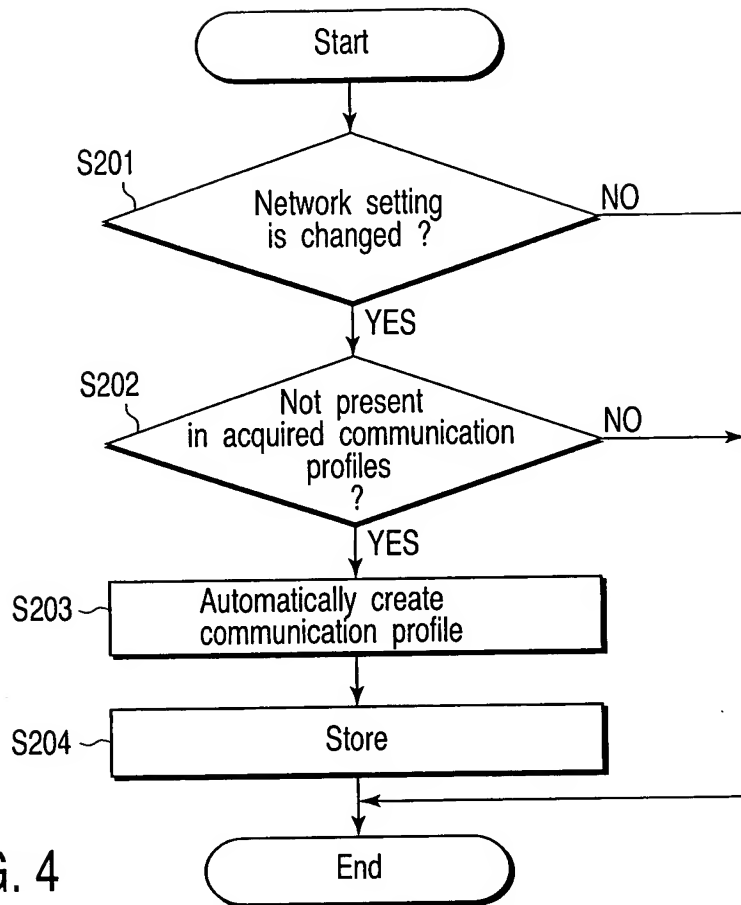 Start
S201
Network setting
is changed ?
NO
YES
S202
Not present
in acquired communication
profiles
?
NO
YES
S203
Automatically create
communication profile
S204
Store
End
G. 4